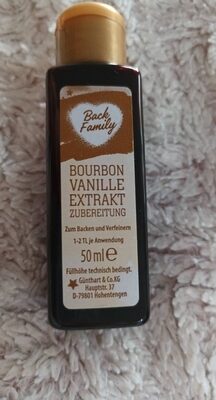 Back
Family
BOURBON
VANILLE
EXTRAKT
ZUBEREITUNG
Zum Backen und Verfeinern
1-2 TL je Anwendung
50 ml e
Füllhöhe technisch bedingt.
Günthart & Co.KG
Hauptstr. 37
D-79801 Hohentengen